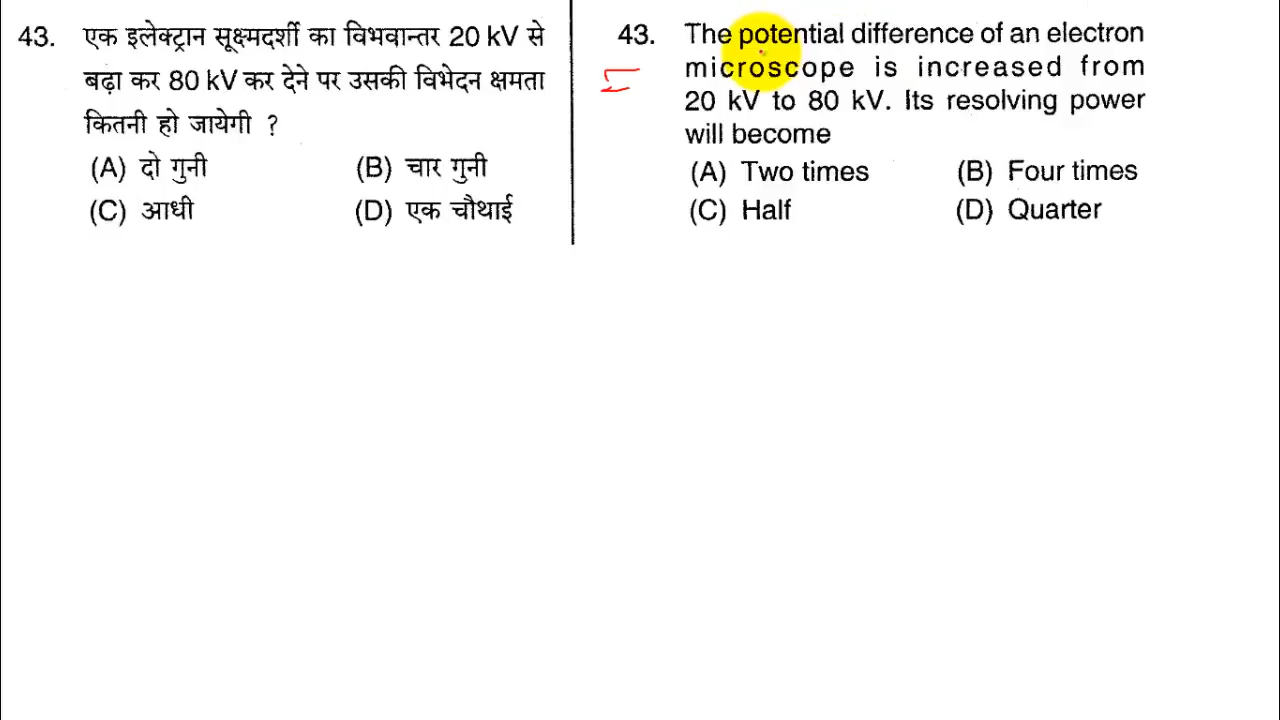 43. एक इलेक्ट्रान सूक्ष्मदर्शी का विभवान्तर 20 kV से
बढ़ा कर 80 kV कर देने पर उसकी विभेदन क्षमता
कितनी हो जायेगी ?
(A) दो गुनी (B) चार गुनी
(C) आधी (D) एक चौथाई
43. The potential difference of an electron
microscope is increased from
20 kV to 80 kV. Its resolving power
will become
(A) Two times (B) Four times
(C) Half (D) Quarter